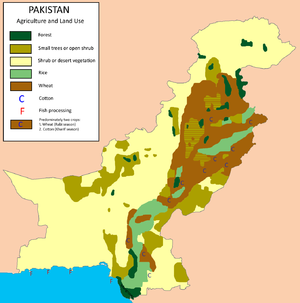 PAKISTAN
Agriculture and Land Use
Forest
Small trees or open shrub
Shrub or desert vegetation
Rice
Wheat
C Cotton
F Fish processing
C Predominately two crops
1. Wheat (Rabi season)
2. Cotton (Kharif season)
F F F F
F
C
C
C
C
C
C
C
C